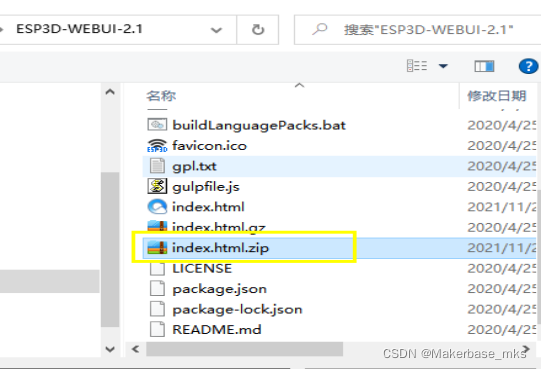 ESP3D-WEBUI-2.1
搜索"ESP3D-WEBUI-2.1"
名称
修改日期
buildLanguagePacks.bat
2020/4/25
favicon.ico
2020/4/25
gpl.txt
2020/4/25
gulpfile.js
2020/4/25
index.html
2021/11/2
index.html.gz
2020/4/25
index.html.zip
2021/11/2
LICENSE
2020/4/25
package.json
2020/4/25
package-lock.json
2020/4/25
README.md
2020/4/25
CSDN @Makerbase_mks